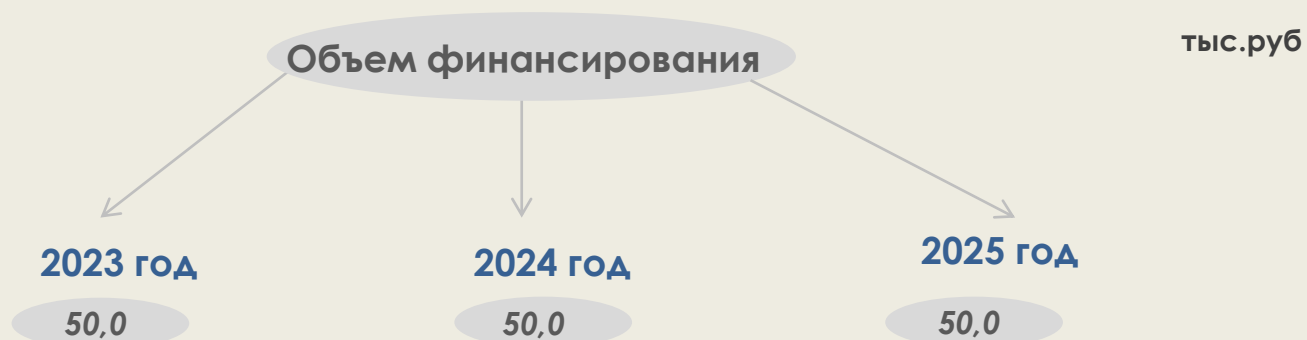 Объем финансирования
тыс.руб
2023 год
2024 год
2025 год
50,0
50,0
50,0